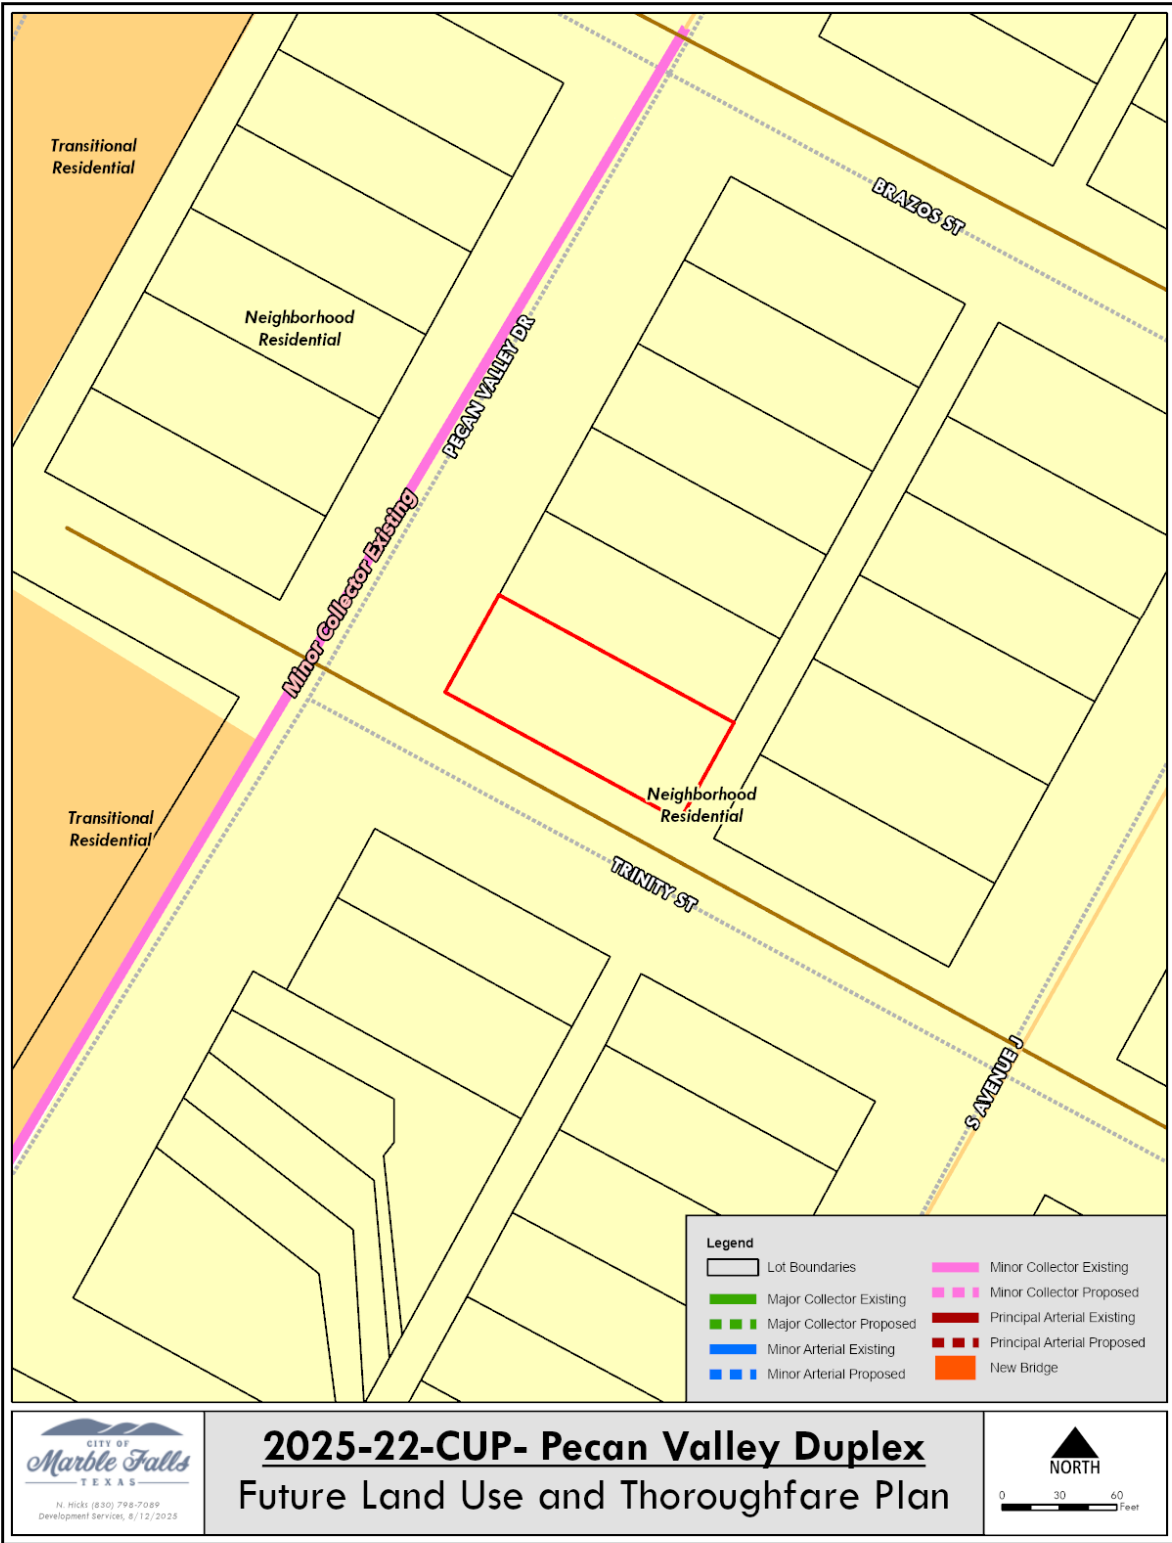 Transitional
Residential
BRAZOS ST
Neighborhood
Residential
PECAN VALLEY DR
Minor Collector Existing
Neighborhood
Residential
Transitional
Residential
TRINITY ST
S AVENUE J
Legend
Lot Boundaries
Major Collector Existing
Major Collector Proposed
Minor Arterial Existing
Minor Arterial Proposed
Minor Collector Existing
Minor Collector Proposed
Principal Arterial Existing
Principal Arterial Proposed
New Bridge
CITY OF
Marble Falls
TEXAS
N. Hicks (830) 798-7089
Development Services, 8/12/2025
2025-22-CUP- Pecan Valley Duplex
Future Land Use and Thoroughfare Plan
NORTH
0 30 60
Feet